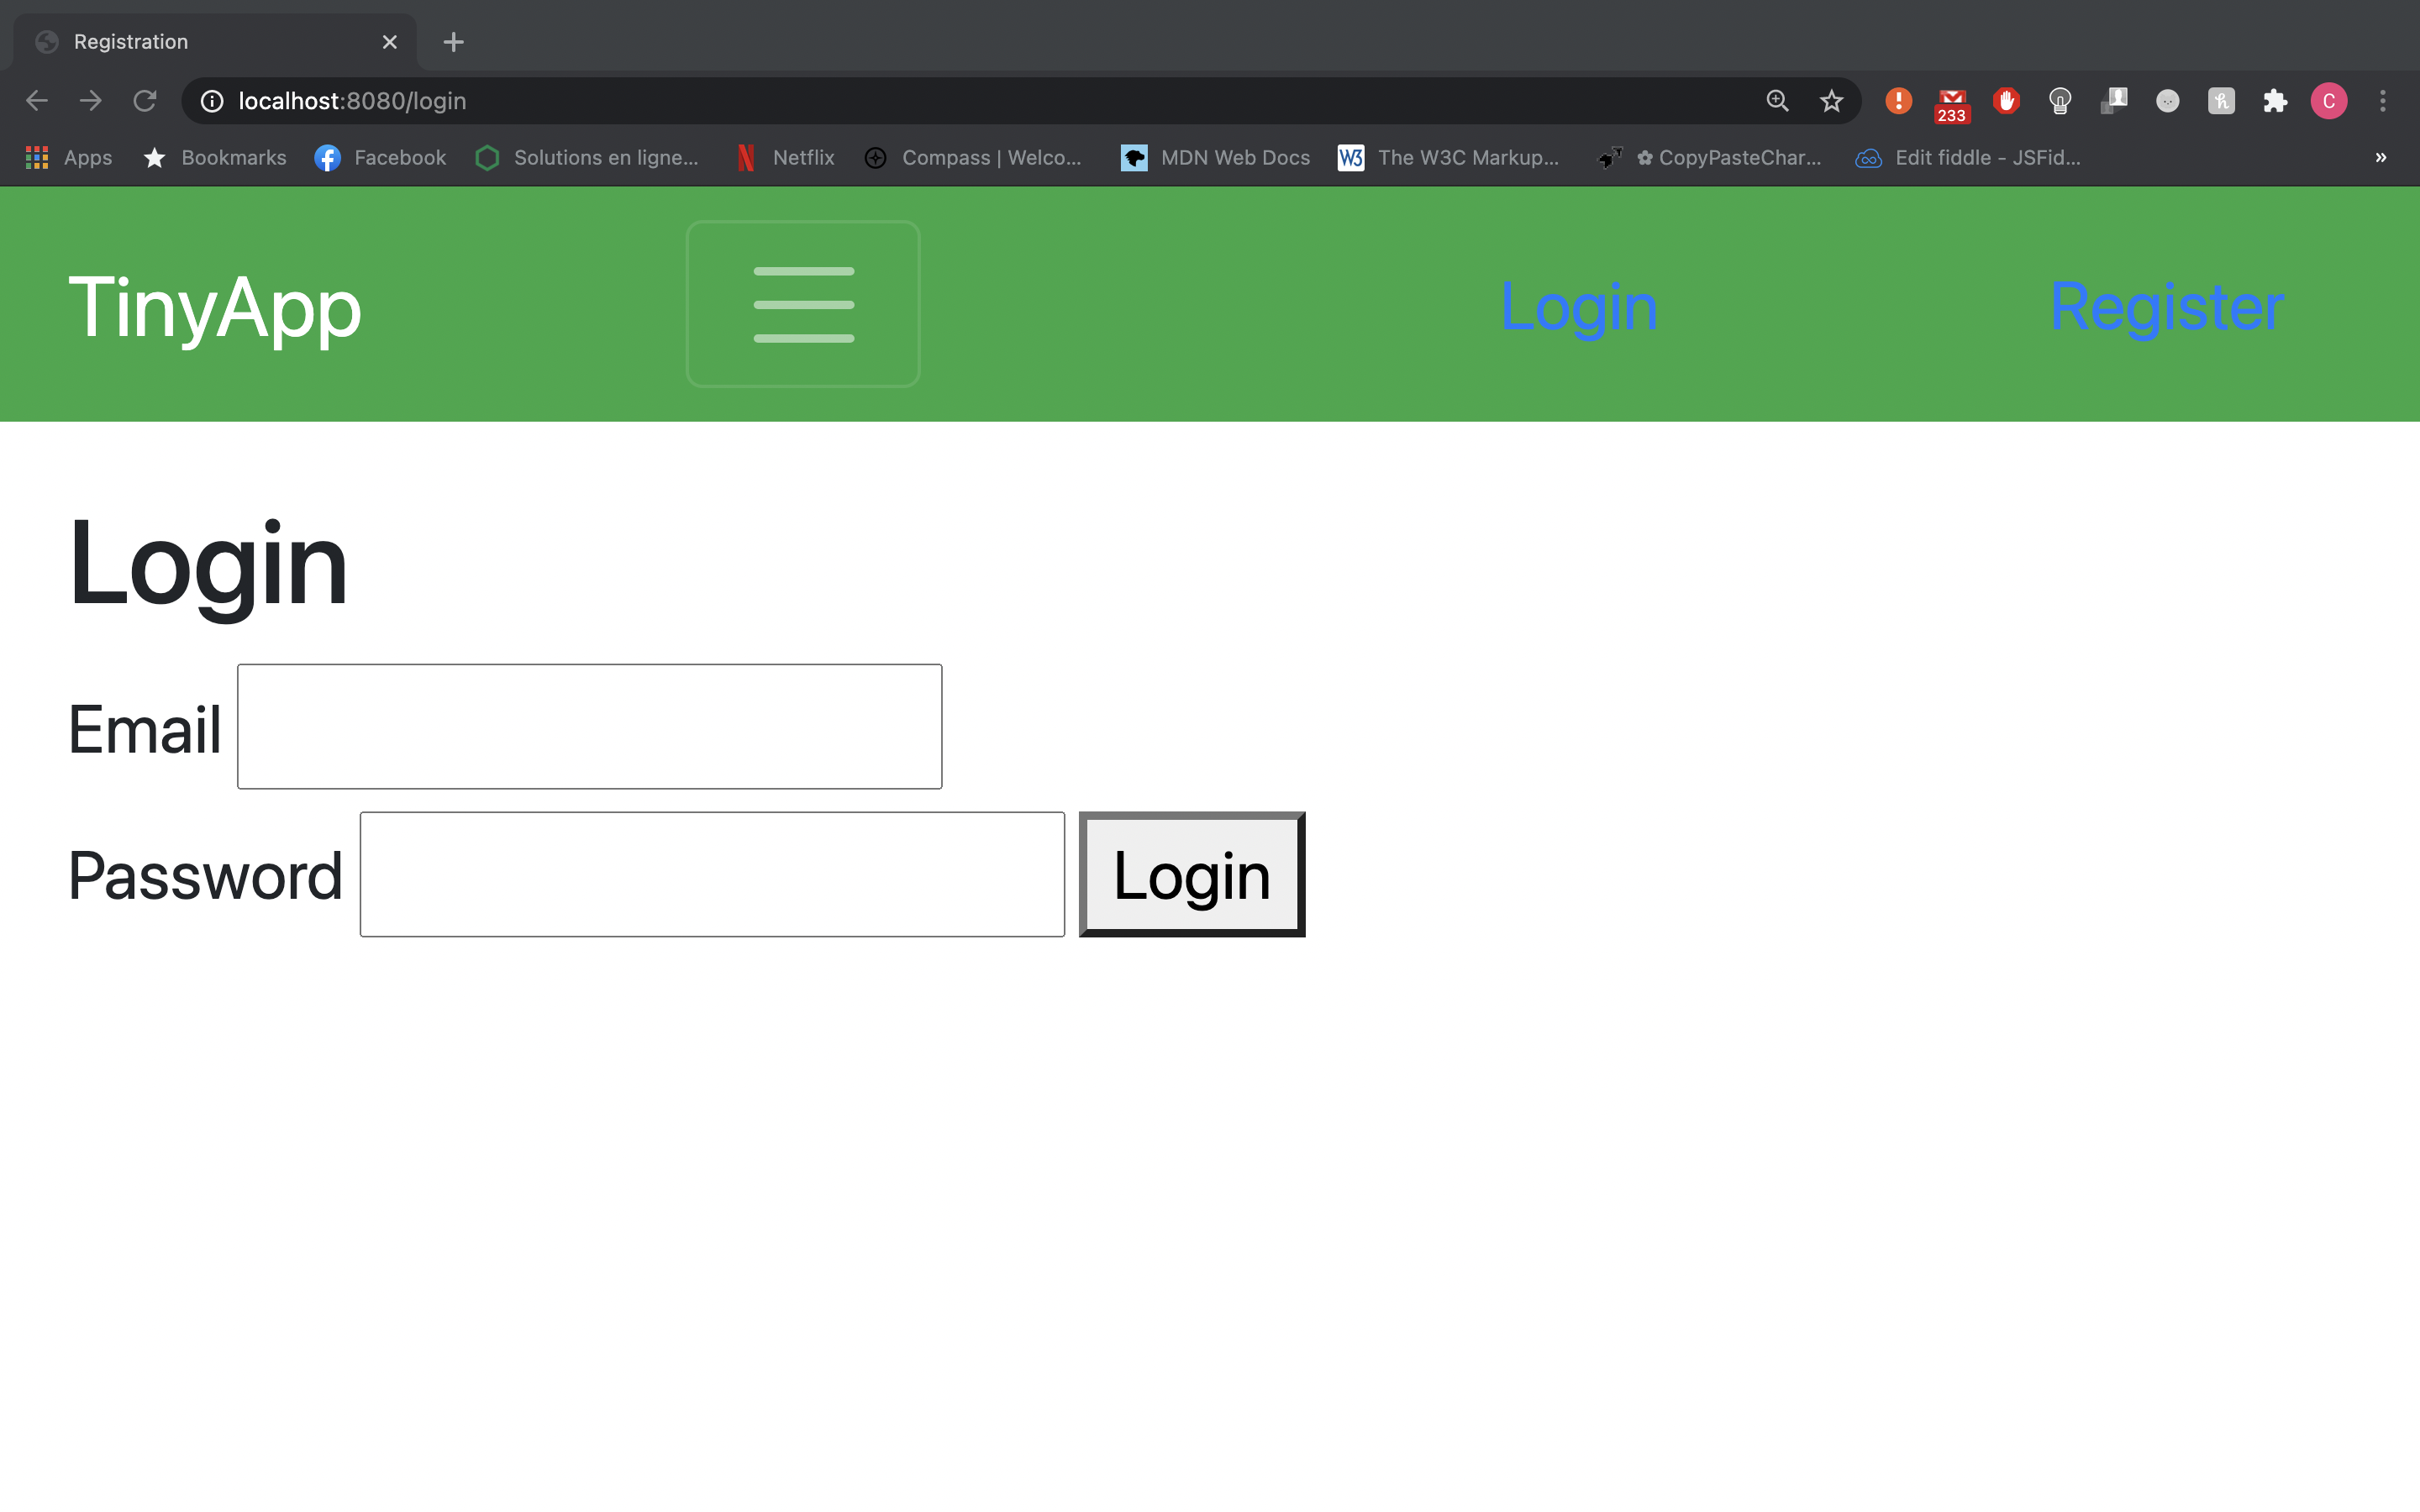 Registration
localhost:8080/login
233
C
Apps Bookmarks Facebook Solutions en ligne... Netflix Compass | Welco... MDN Web Docs W3 The W3C Markup... ✿ CopyPasteChar... Edit fiddle - JSFid... »
TinyApp Login Register
Login
Email
Password Login